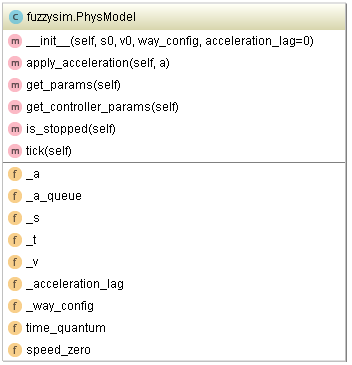 C fuzzysim.PhysModel
m __init__(self, s0, v0, way_config, acceleration_lag=0)
m apply_acceleration(self, a)
m get_params(self)
m get_controller_params(self)
m is_stopped(self)
m tick(self)
f _a
f _a_queue
f _s
f _t
f _v
f _acceleration_lag
f _way_config
f time_quantum
f speed_zero